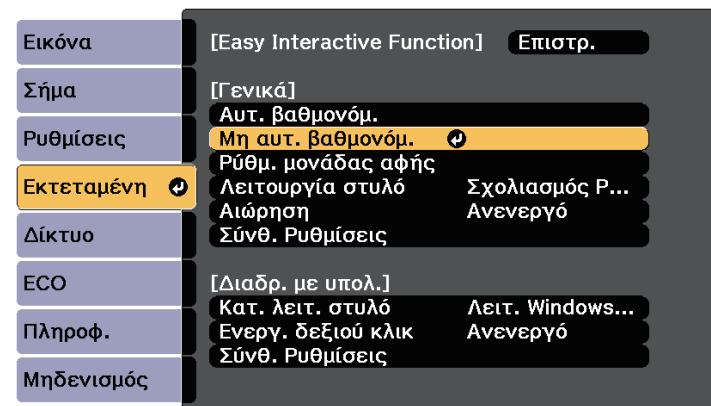 Εικόνα
Σήμα
Ρυθμίσεις
Εκτεταμένη
Δίκτυο
ECO
Πληροφ.
Μηδενισμός
[Easy Interactive Function] Επιστρ.
[Γενικά]
Αυτ. βαθμονόμ.
Μη αυτ. βαθμονόμ.
Ρύθμ. μονάδας αφής
Λειτουργία στυλό Σχολιασμός P...
Αιώρηση Ανενεργό
Σύνθ. Ρυθμίσεις
[Διαδρ. με υπολ.]
Κατ. λειτ. στυλό Λειτ. Windows...
Ενεργ. δεξιού κλικ Ανενεργό
Σύνθ. Ρυθμίσεις